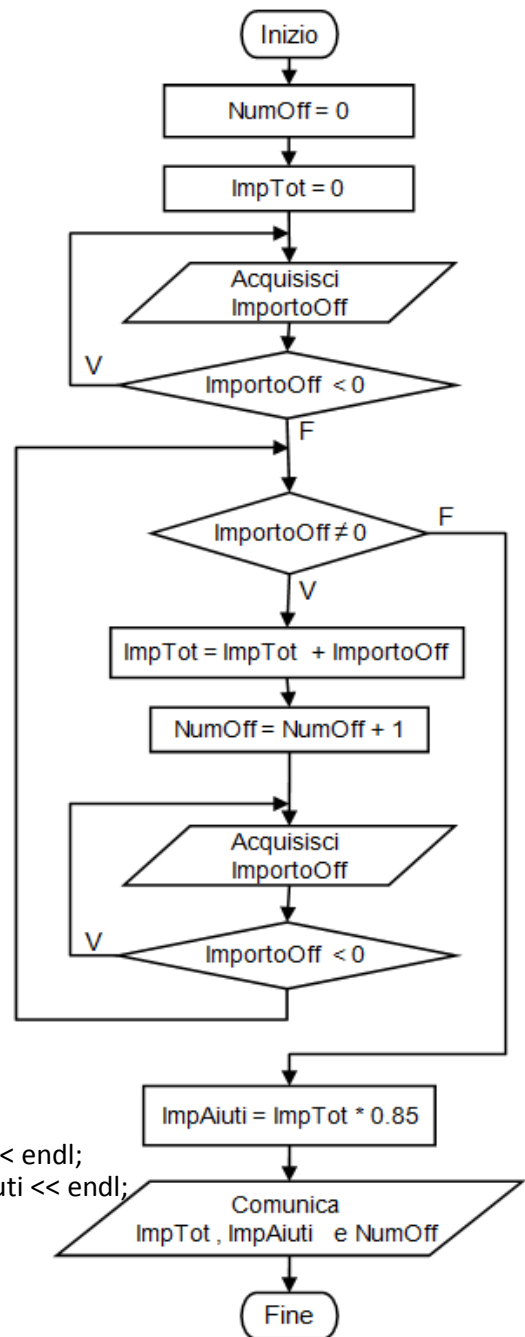 Inizio
NumOff = 0
ImpTot = 0
Acquisisci
ImportoOff
V
ImportoOff < 0
F
ImportoOff ≠ 0
F
V
ImpTot = ImpTot + ImportoOff
NumOff = NumOff + 1
Acquisisci
ImportoOff
V
ImportoOff < 0
ImpAiuti = ImpTot * 0.85
< endl;
uti << endl;
Comunica
ImpTot , ImpAiuti e NumOff
Fine